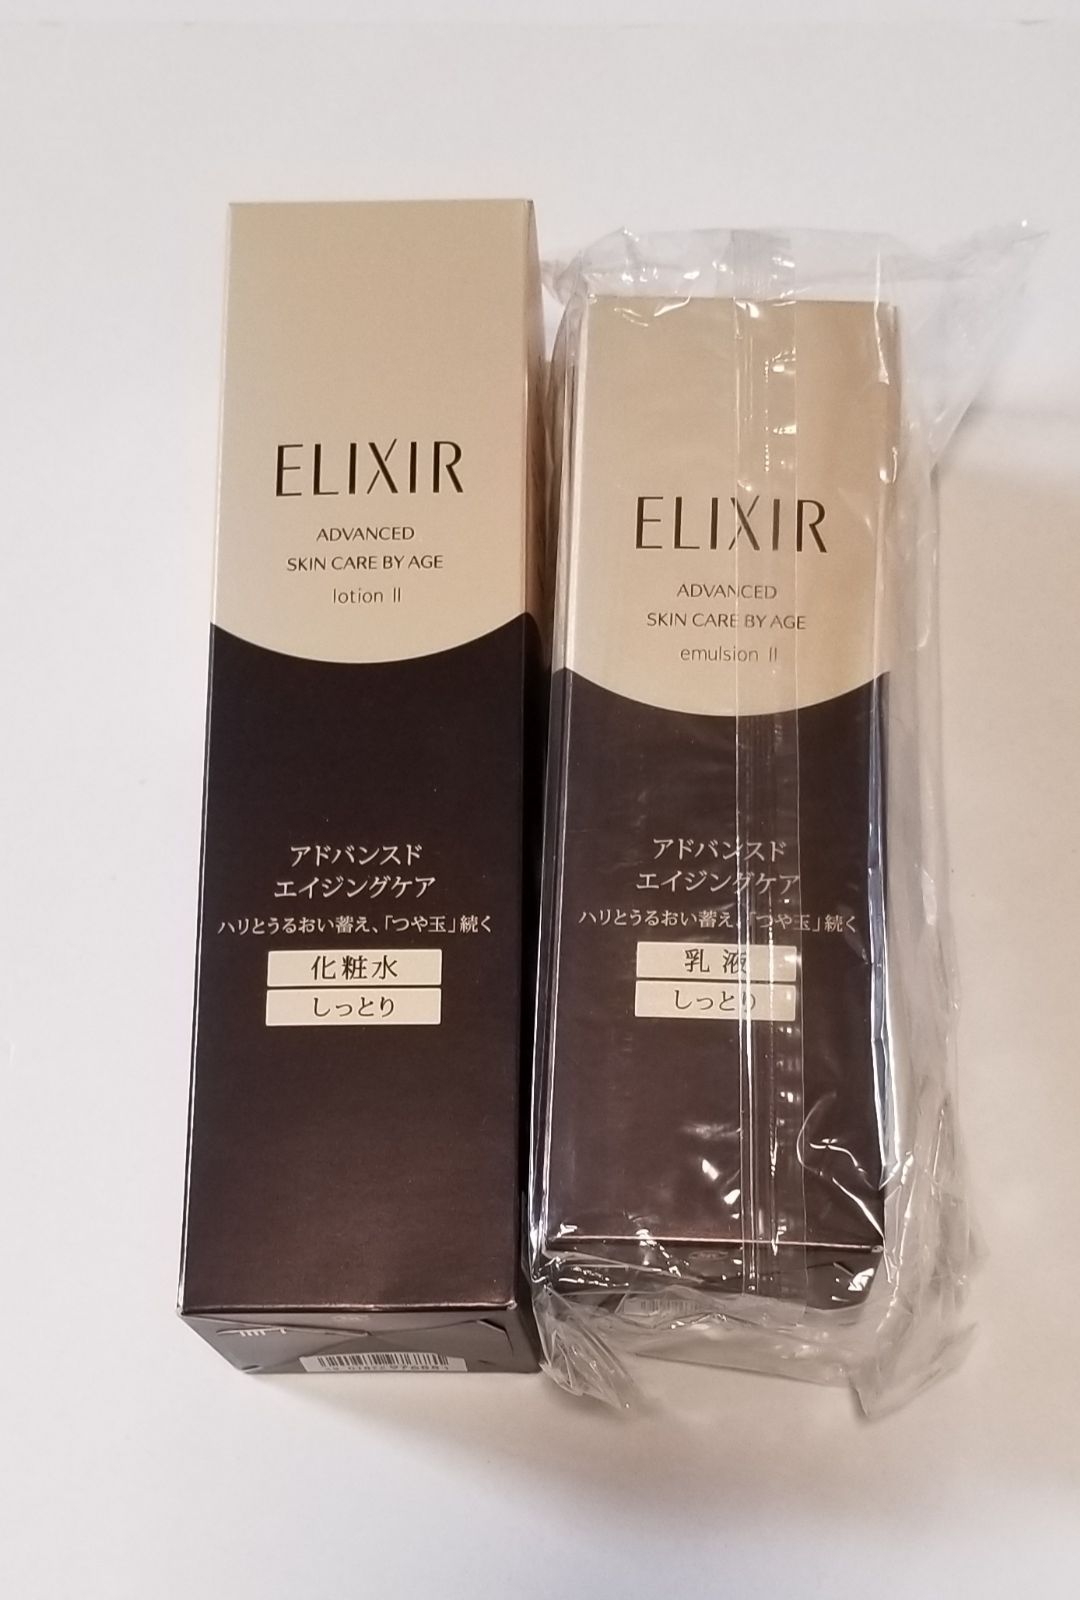 ELIXIR
ADVANCED
SKIN CARE BY AGE
lotion II
アドバンスド
エイジングケア
ハリとうるおい蓄え、「つや玉」続く
化粧水
しっとり
ELIXIR
ADVANCED
SKIN CARE BY AGE
emulsion II
アドバンスド
エイジングケア
ハリとうるおい蓄え、「つや玉」続く
乳液
しっとり